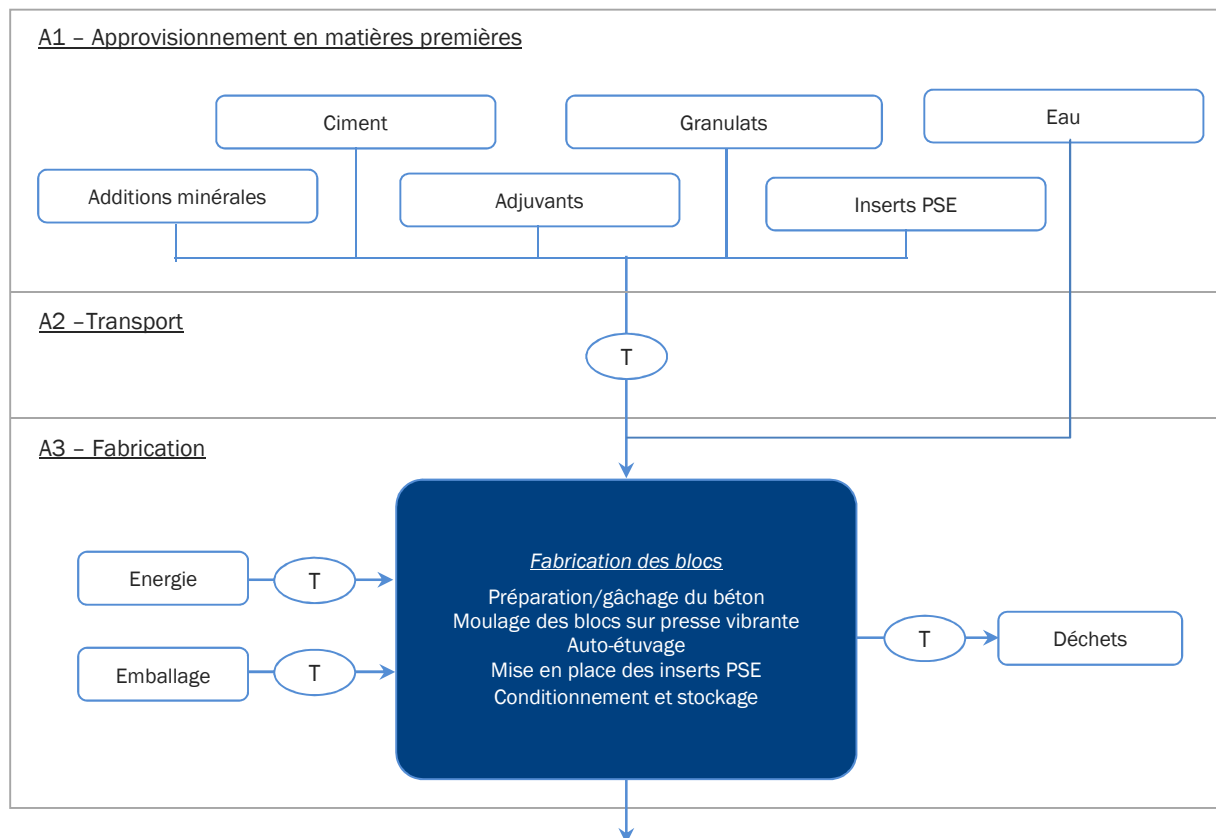 A1 – Approvisionnement en matières premières
Ciment
Granulats
Eau
Additions minérales
Adjuvants
Inserts PSE
A2 –Transport
T
A3 – Fabrication
Fabrication des blocs
Préparation/gâchage du béton
Moulage des blocs sur presse vibrante
Auto-étuvage
Mise en place des inserts PSE
Conditionnement et stockage
Energie
T
Emballage
T
T
Déchets